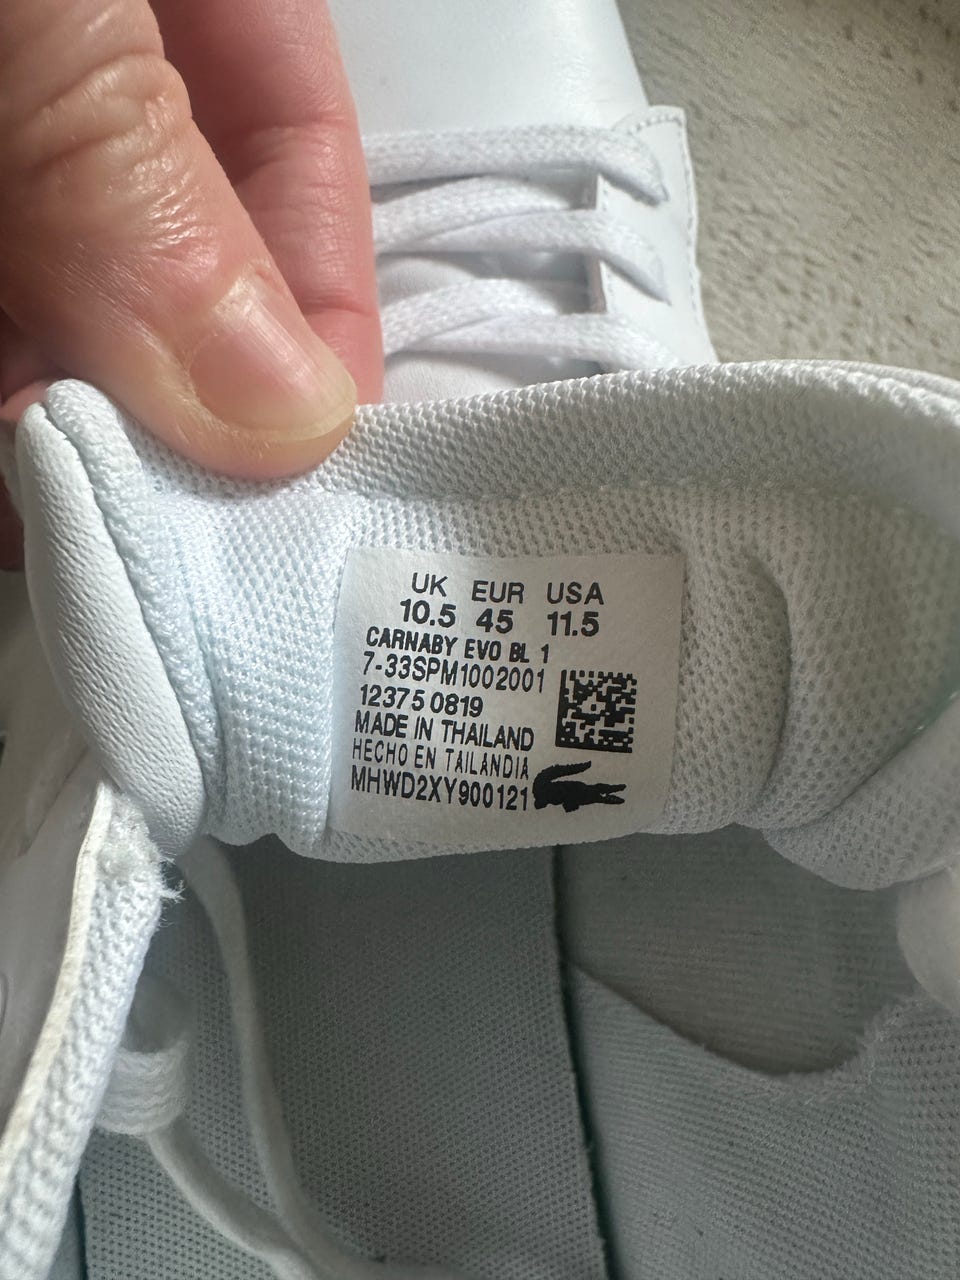 UK EUR USA
10.5 45 11.5
CARNABY EVO BL 1
7-33SPM1002001
12375 0819
MADE IN THAILAND
HECHO EN TAILANDIA
MHWD2XY900121